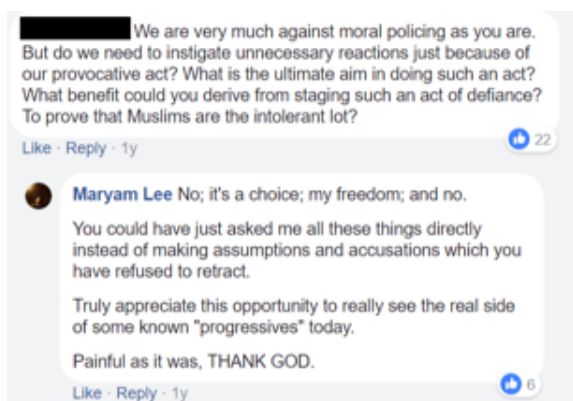 We are very much against moral policing as you are.
But do we need to instigate unnecessary reactions just because of
our provocative act? What is the ultimate aim in doing such an act?
What benefit could you derive from staging such an act of defiance?
To prove that Muslims are the intolerant lot?
22
Like · Reply · 1y
Maryam Lee No; it's a choice; my freedom; and no.
You could have just asked me all these things directly
instead of making assumptions and accusations which you
have refused to retract.
Truly appreciate this opportunity to really see the real side
of some known "progressives" today.
Painful as it was, THANK GOD.
6
Like · Reply · 1y